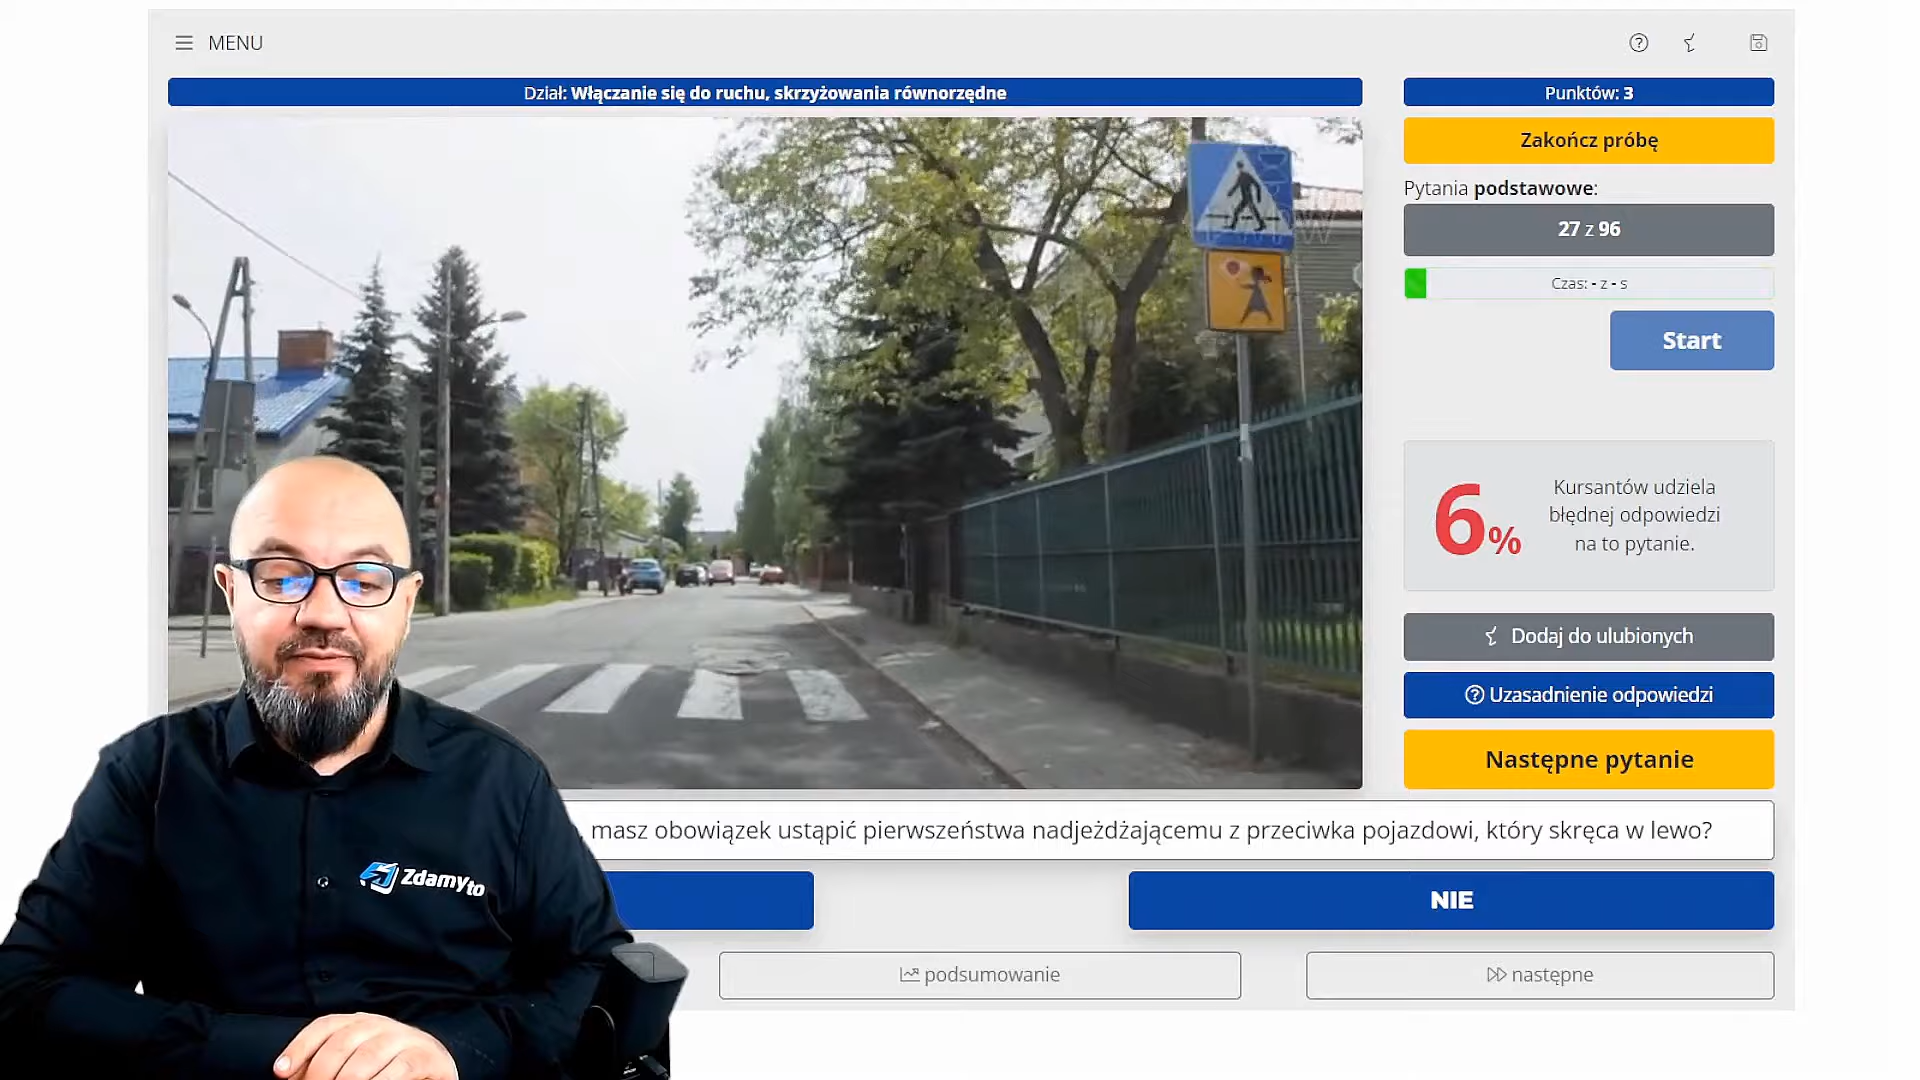 MENU
Dział: Włączanie się do ruchu, skrzyżowania równorzędne
Punktów: 3
Zakończ próbę
Pytania podstawowe:
27 z 96
Czas: - z - s
Start
6%
Kursantów udziela
błędnej odpowiedzi
na to pytanie.
Dodaj do ulubionych
Uzasadnienie odpowiedzi
Następne pytanie
, masz obowiązek ustąpić pierwszeństwa nadjeżdżającemu z przeciwka pojazdowi, który skręca w lewo?
NIE
podsumowanie
następne
Zdamyto